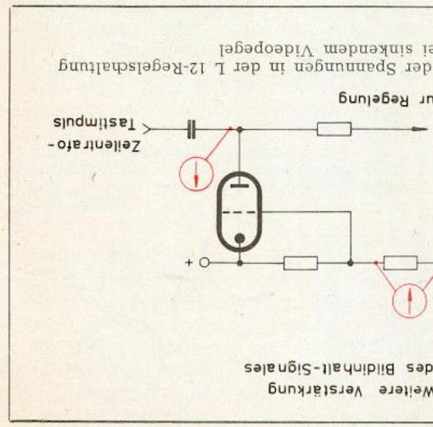 Weitere Verstärkung
des Bildinhalt-Signales
+
Zeilentrafo-
Tastimpuls
ur Regelung
der Spannungen in der L 12-Regelschaltung
ei sinkendem Videopegel